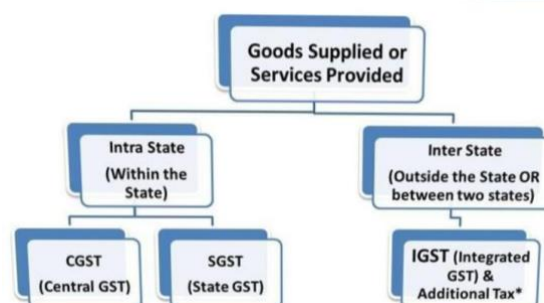 Goods Supplied or
Services Provided
Intra State
(Within the
State)
Inter State
(Outside the State OR
between two states)
CGST
(Central GST)
SGST
(State GST)
IGST (Integrated
GST) &
Additional Tax*